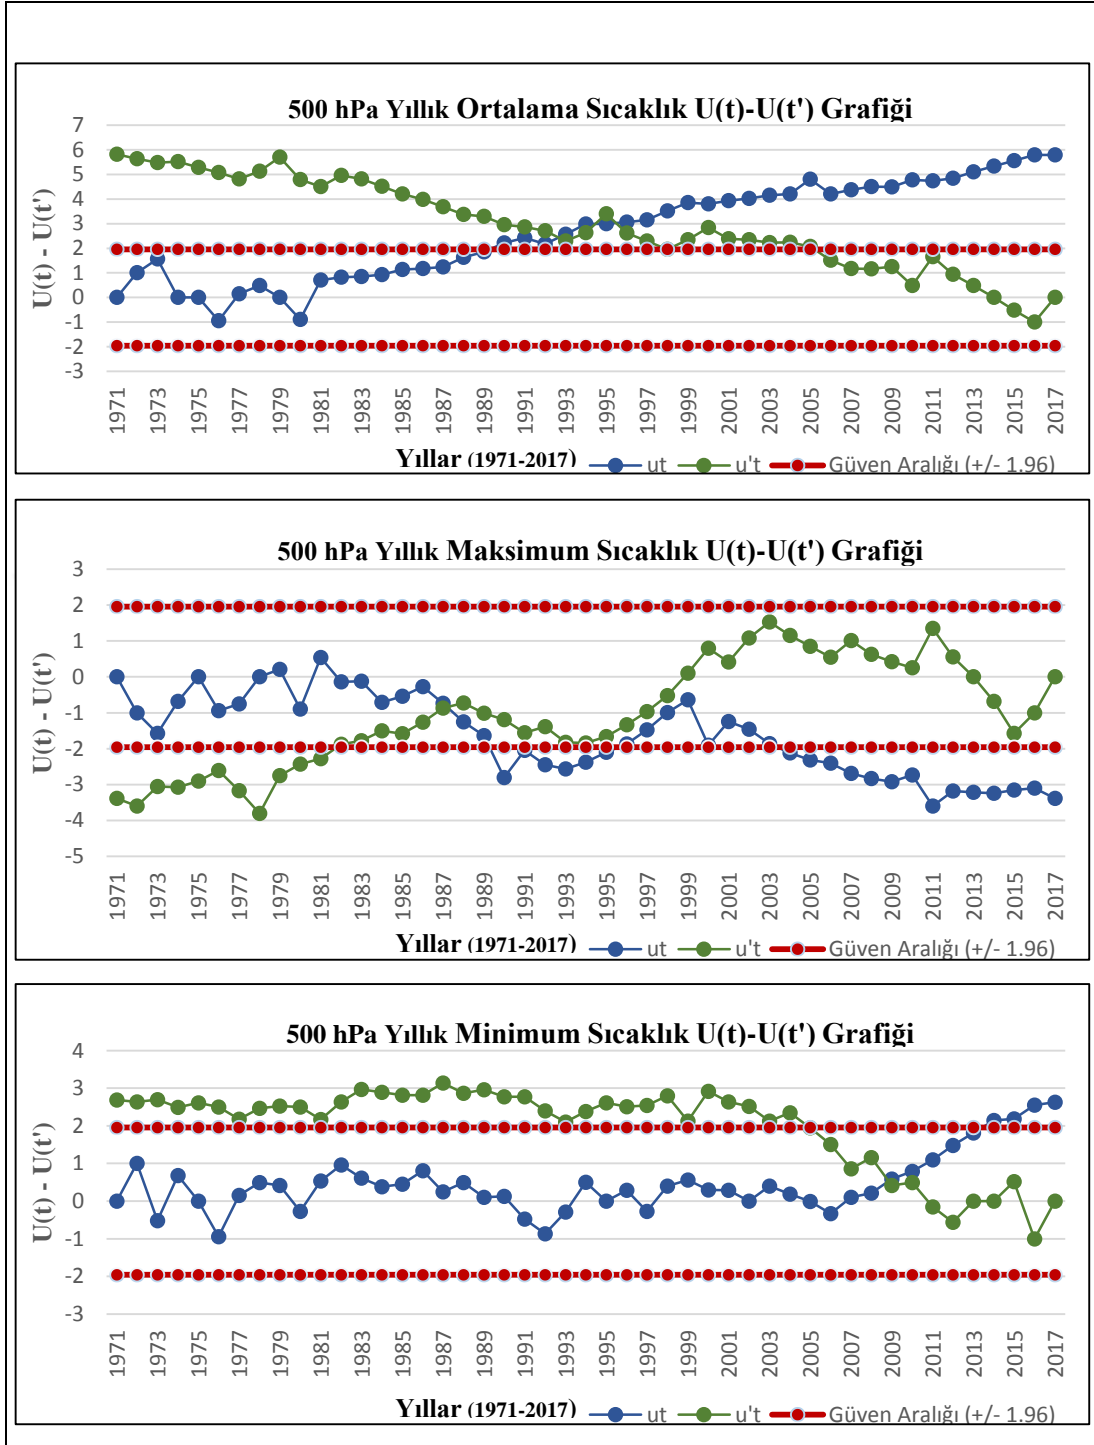 500 hPa Yıllık Ortalama Sıcaklık U(t)-U(t') Grafiği
7
6
5
4
3
2
1
0
-1
-2
-3
U(t) - U(t')
1971 1973 1975 1977 1979 1981 1983 1985 1987 1989 1991 1993 1995 1997 1999 2001 2003 2005 2007 2009 2011 2013 2015 2017
Yıllar (1971-2017) ut u't Güven Aralığı (+/- 1.96)
500 hPa Yıllık Maksimum Sıcaklık U(t)-U(t') Grafiği
3
2
1
0
-1
-2
-3
-4
-5
U(t) - U(t')
1971 1973 1975 1977 1979 1981 1983 1985 1987 1989 1991 1993 1995 1997 1999 2001 2003 2005 2007 2009 2011 2013 2015 2017
Yıllar (1971-2017) ut u't Güven Aralığı (+/- 1.96)
500 hPa Yıllık Minimum Sıcaklık U(t)-U(t') Grafiği
4
3
2
1
0
-1
-2
-3
U(t) - U(t')
1971 1973 1975 1977 1979 1981 1983 1985 1987 1989 1991 1993 1995 1997 1999 2001 2003 2005 2007 2009 2011 2013 2015 2017
Yıllar (1971-2017) ut u't Güven Aralığı (+/- 1.96)